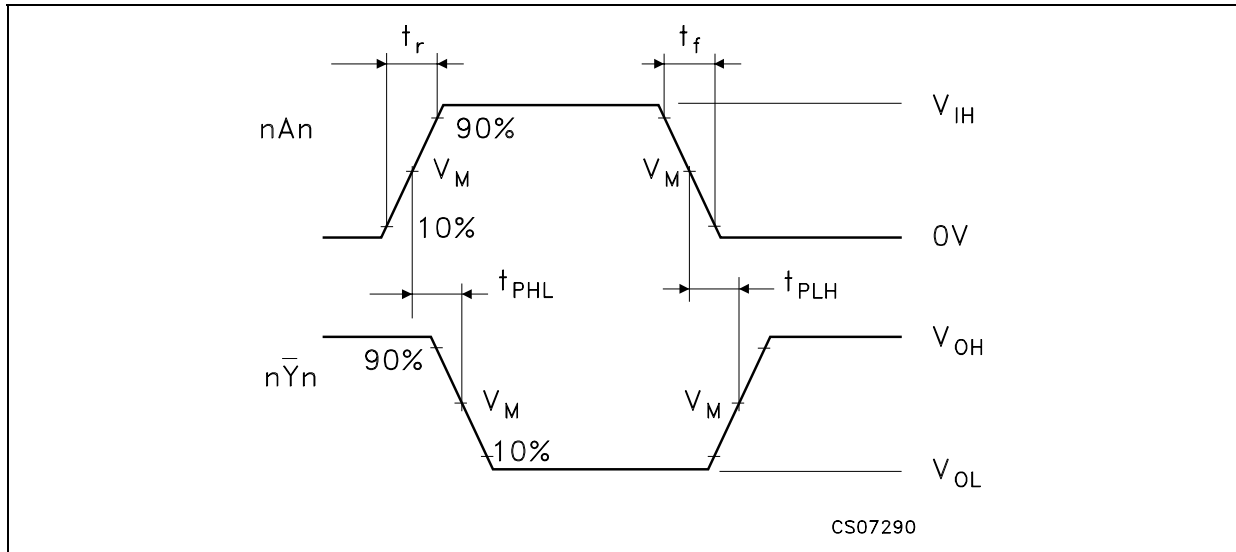 tr
tf
nAn
90%
VIH
VM
VM
10%
0V
tPHL
tPLH
90%
VOH
nȲn
VM
VM
10%
VOL
CS07290